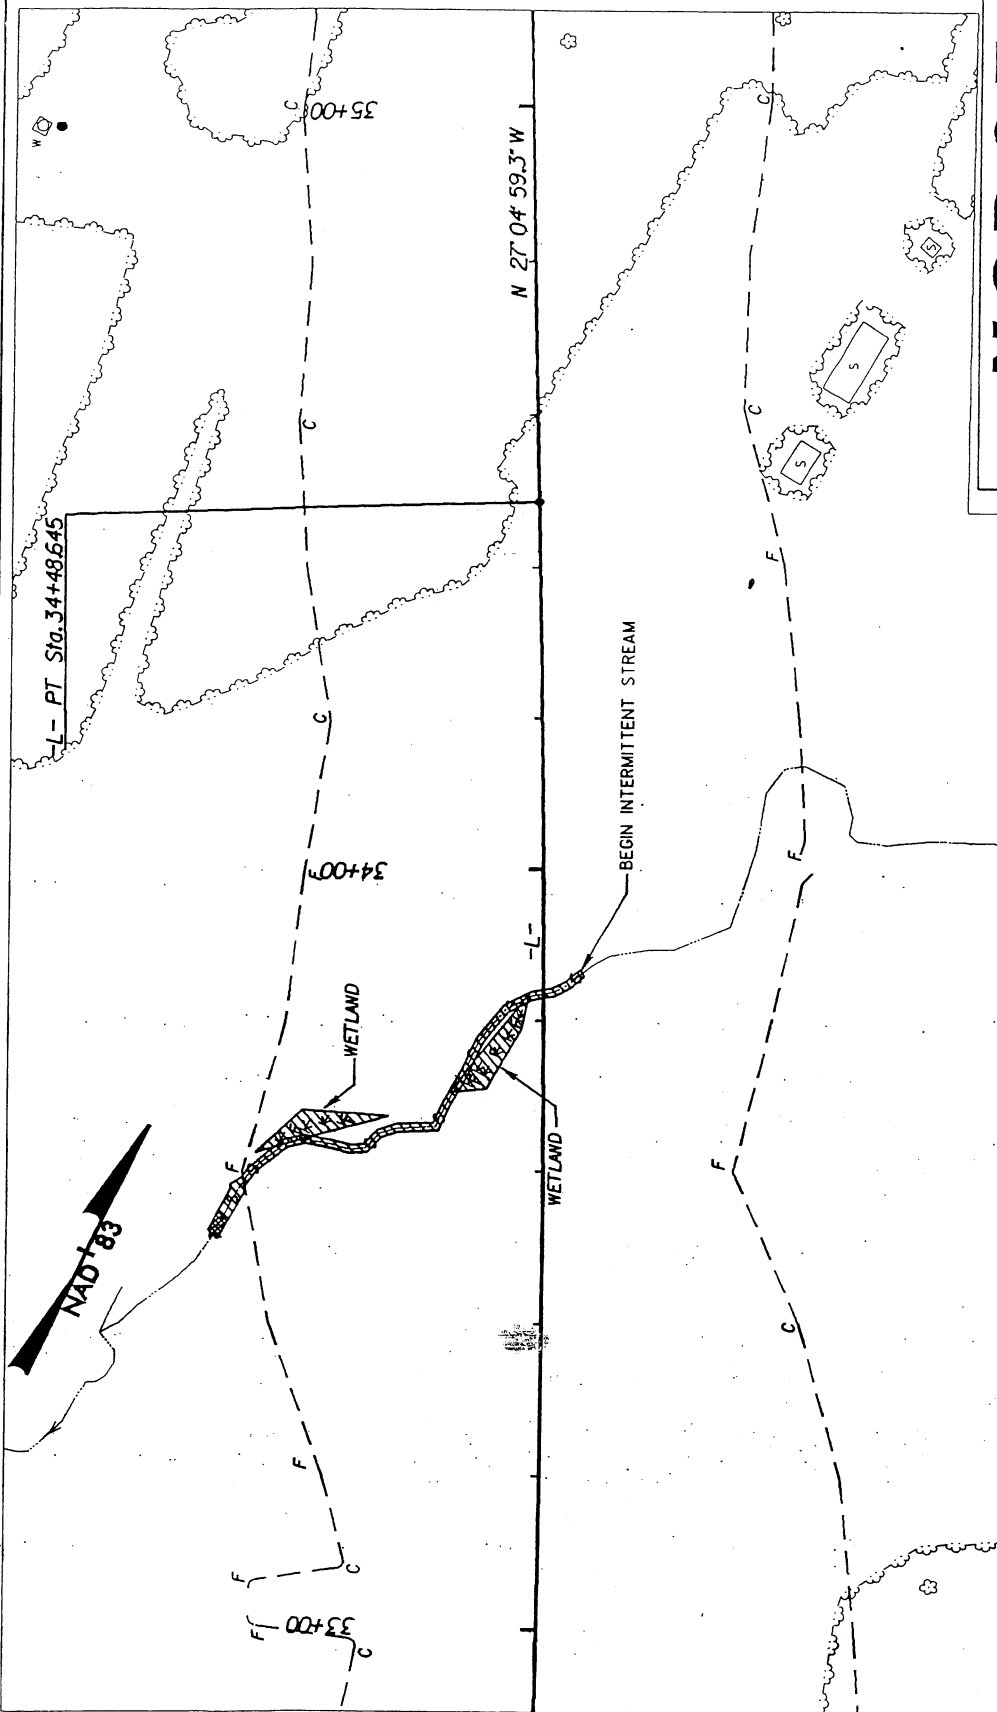 W
C
35+00
N 27° 04' 59.3" W
C
S
C
C
S
S
-L- PT Sta. 34+48.645
F
BEGIN INTERMITTENT STREAM
C
F
34+00
F
-L-
WETLAND
WETLAND
F
F
NAD' 83
C
F
F
C
F
33+00
C